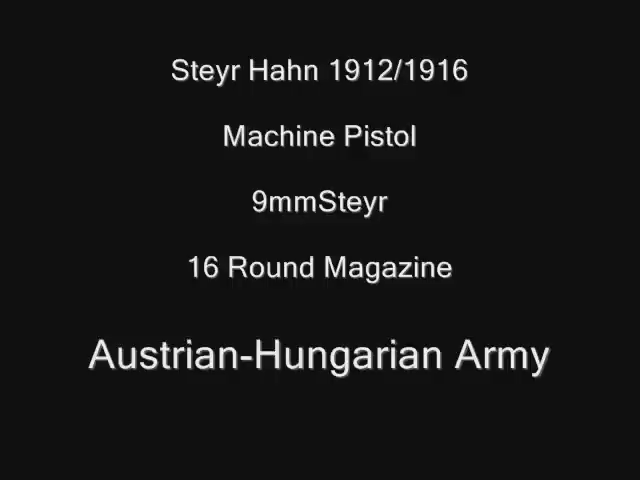 Steyr Hahn 1912/1916
Machine Pistol
9mmSteyr
16 Round Magazine
Austrian-Hungarian Army